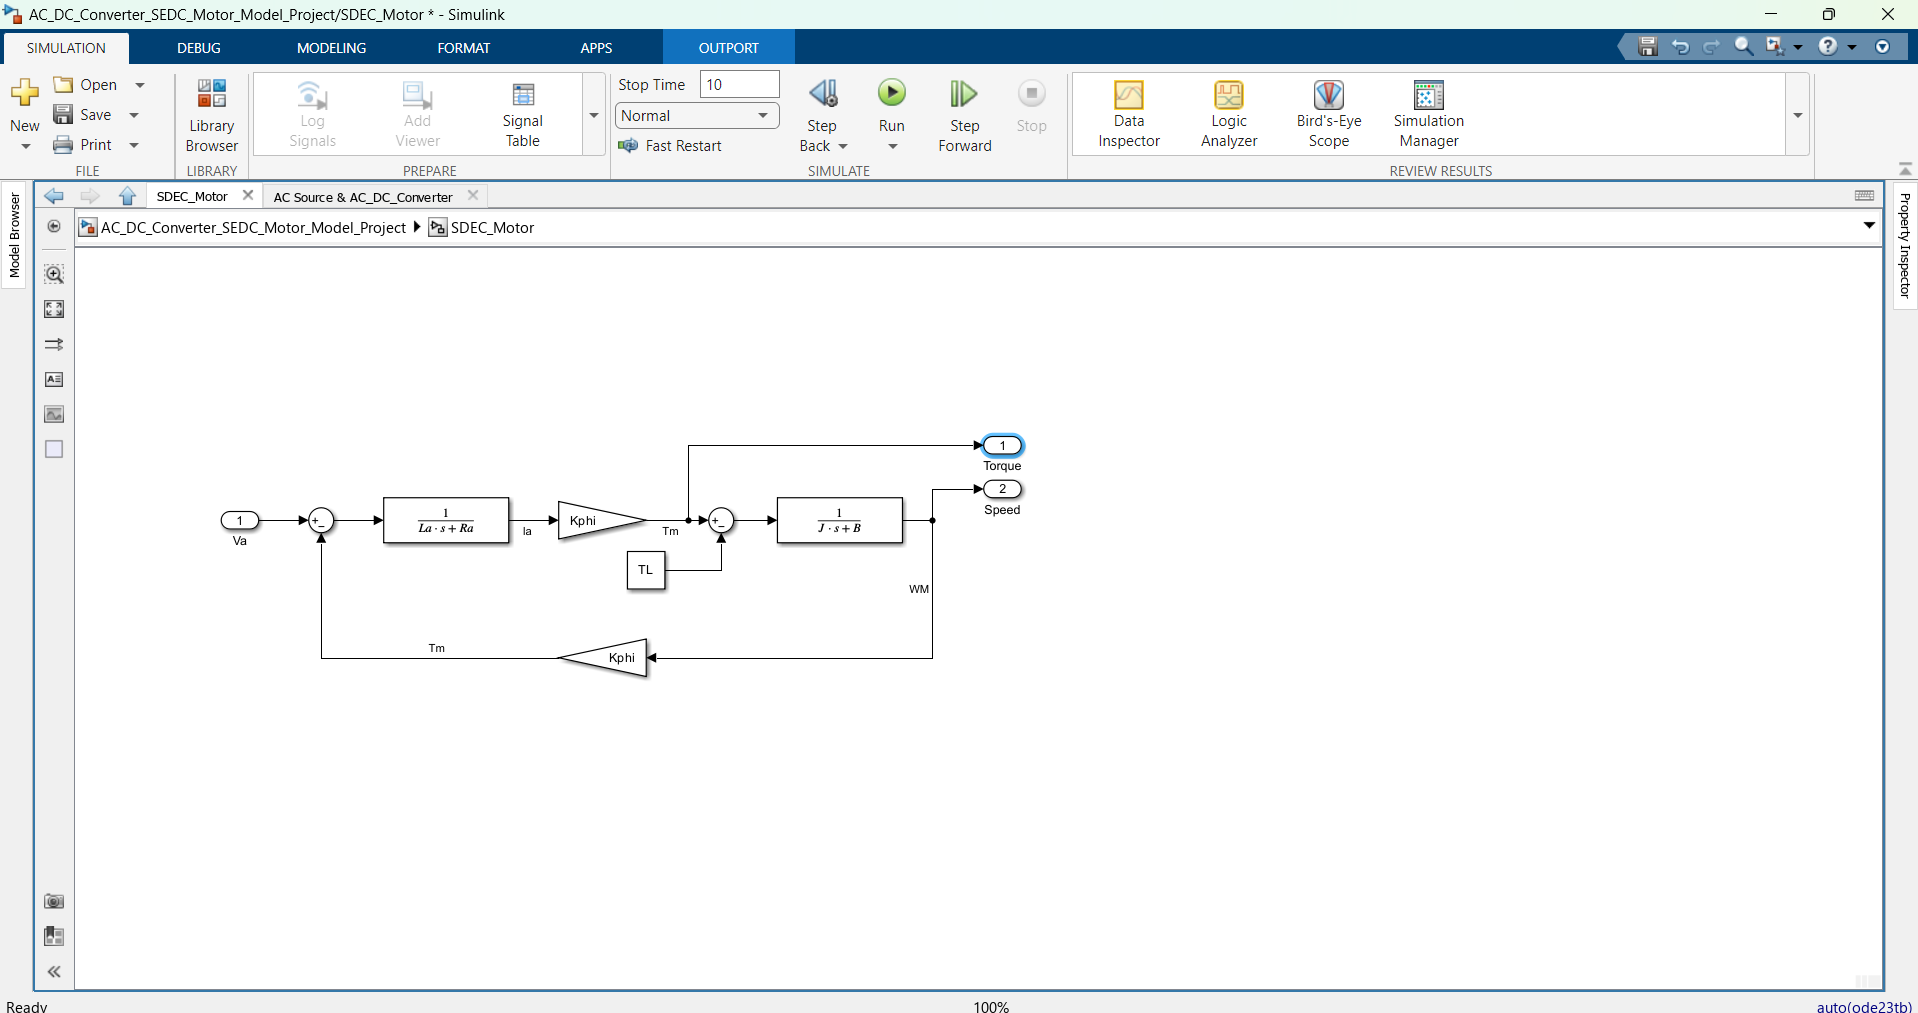 AC_DC_Converter_SEDC_Motor_Model_Project/SDEC_Motor * - Simulink
SIMULATION DEBUG MODELING FORMAT APPS OUTPORT
New
Open
Save
Print
FILE
Library Browser
LIBRARY
Log Signals
Add Viewer
Signal Table
PREPARE
Stop Time 10
Normal
Fast Restart
Step Back
Run
Step Forward
Stop
SIMULATE
Data Inspector
Logic Analyzer
Bird's-Eye Scope
Simulation Manager
REVIEW RESULTS
Model Browser
SDEC_Motor
AC Source & AC_DC_Converter
AC_DC_Converter_SEDC_Motor_Model_Project SDEC_Motor
Property Inspector
1
Torque
2
Speed
1
Va
+
-
1
La · s + Ra
Ia
Kphi
Tm
+
-
1
J · s + B
TL
WM
Tm
Kphi
Ready
100%
auto(ode23tb)